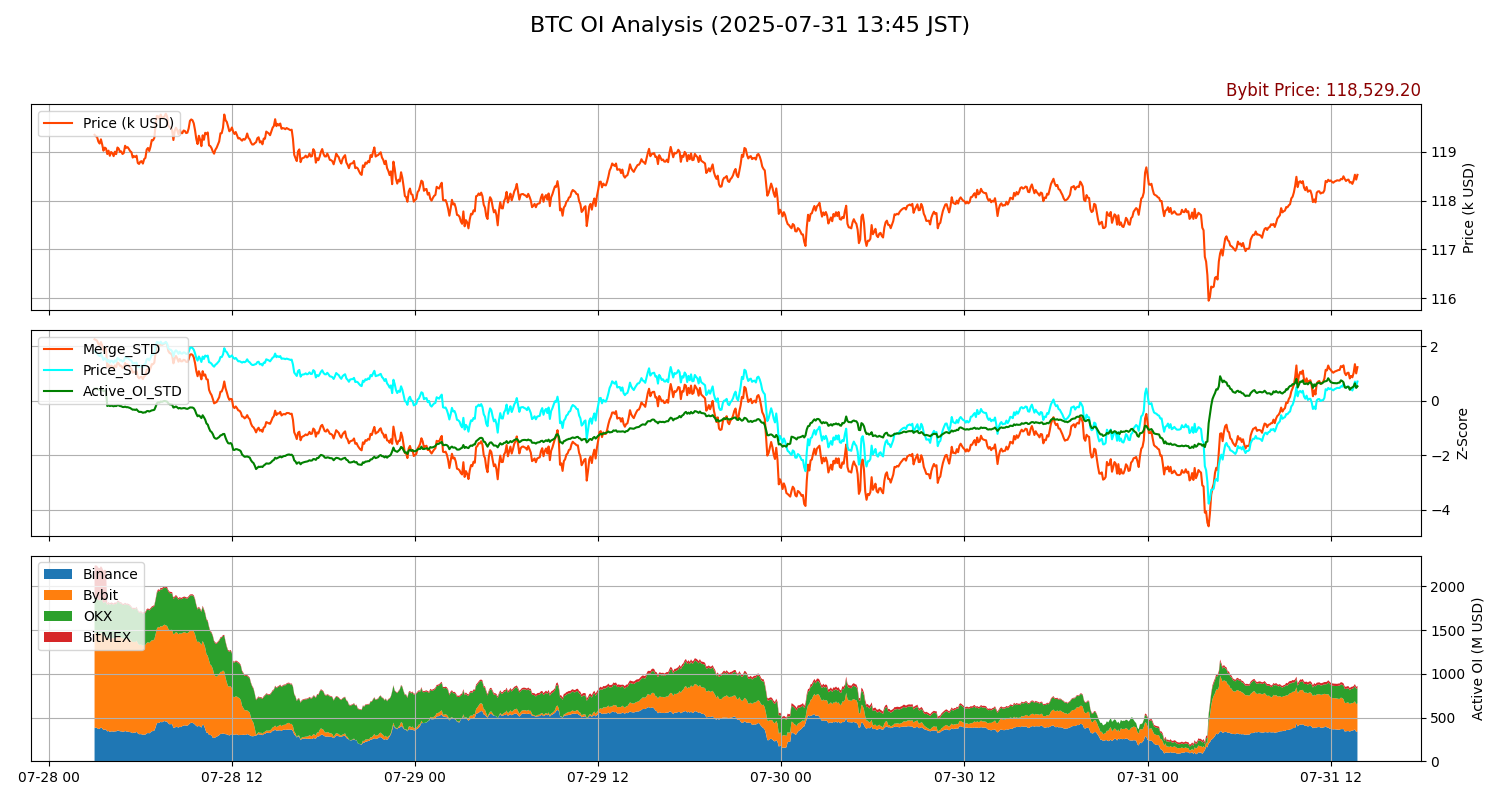 BTC OI Analysis (2025-07-31 13:45 JST)
Bybit Price: 118,529.20
Price (k USD)
119
118
117
116
Price (k USD)
Merge_STD
Price_STD
Active_OI_STD
2
0
−2
−4
Z-Score
Binance
Bybit
OKX
BitMEX
2000
1500
1000
500
0
Active OI (M USD)
07-28 00 07-28 12 07-29 00 07-29 12 07-30 00 07-30 12 07-31 00 07-31 12